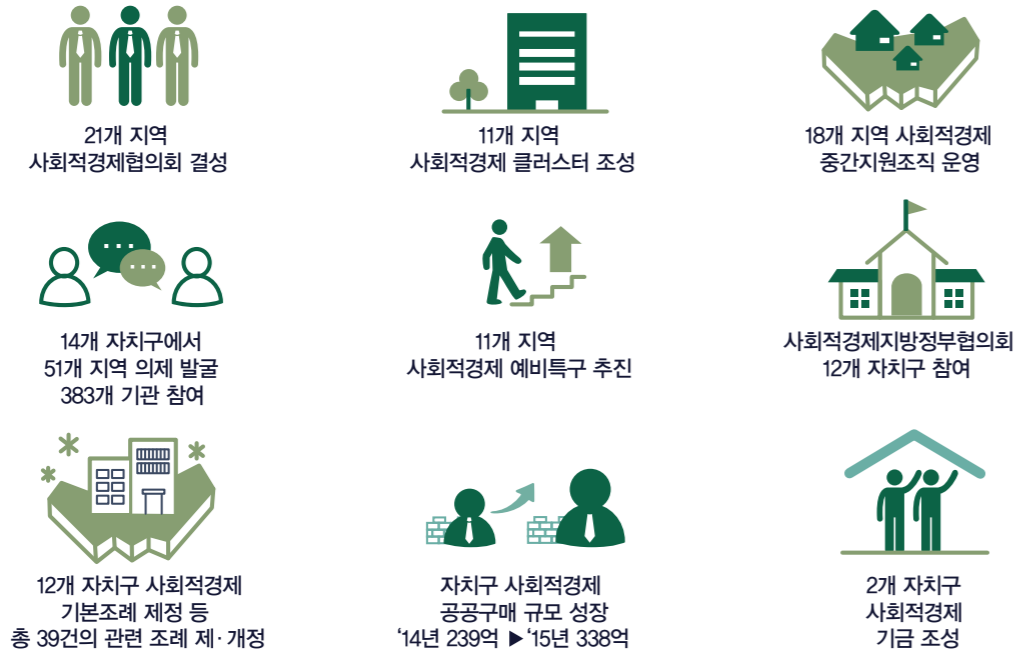 21개 지역
사회적경제협의회 결성
11개 지역
사회적경제 클러스터 조성
18개 지역 사회적경제
중간지원조직 운영
14개 자치구에서
51개 지역 의제 발굴
383개 기관 참여
11개 지역
사회적경제 예비특구 추진
사회적경제지방정부협의회
12개 자치구 참여
12개 자치구 사회적경제
기본조례 제정 등
총 39건의 관련 조례 제·개정
자치구 사회적경제
공공구매 규모 성장
‘14년 239억 ▶‘15년 338억
2개 자치구
사회적경제
기금 조성